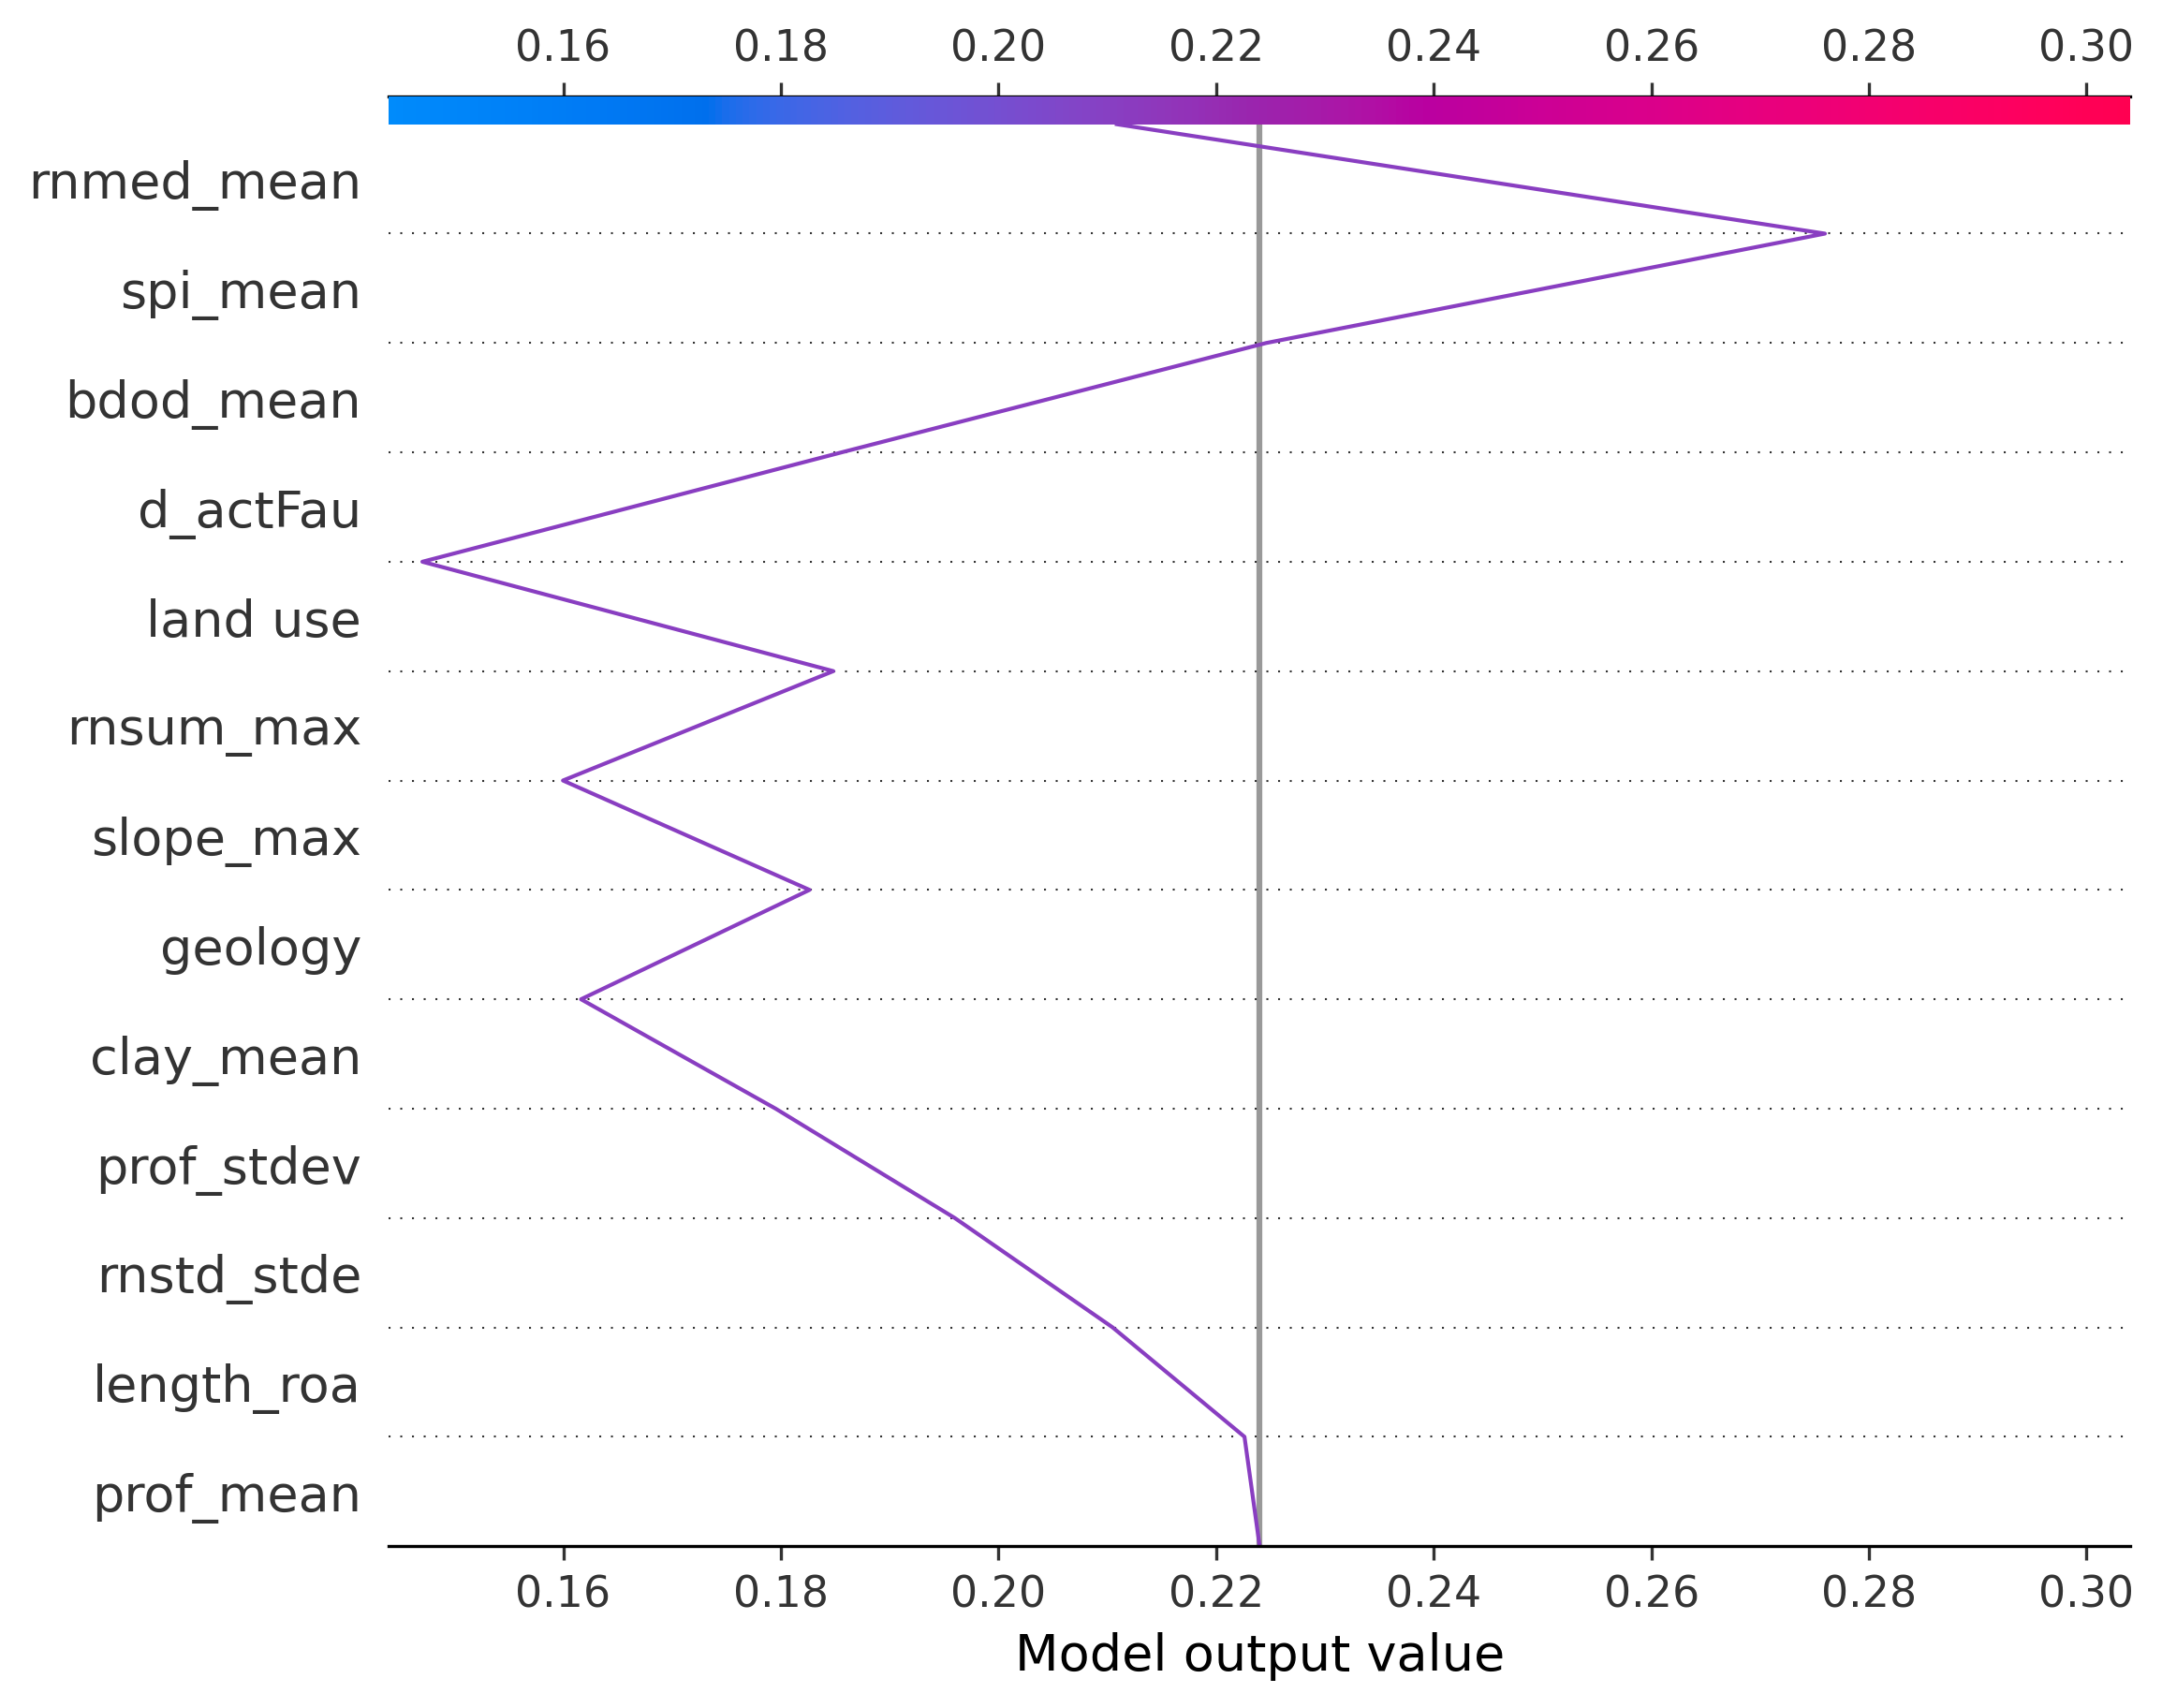 0.16 0.18 0.20 0.22 0.24 0.26 0.28 0.30
rnmed_mean
spi_mean
bdod_mean
d_actFau
land use
rnsum_max
slope_max
geology
clay_mean
prof_stdev
rnstd_stde
length_roa
prof_mean
0.16 0.18 0.20 0.22 0.24 0.26 0.28 0.30
Model output value